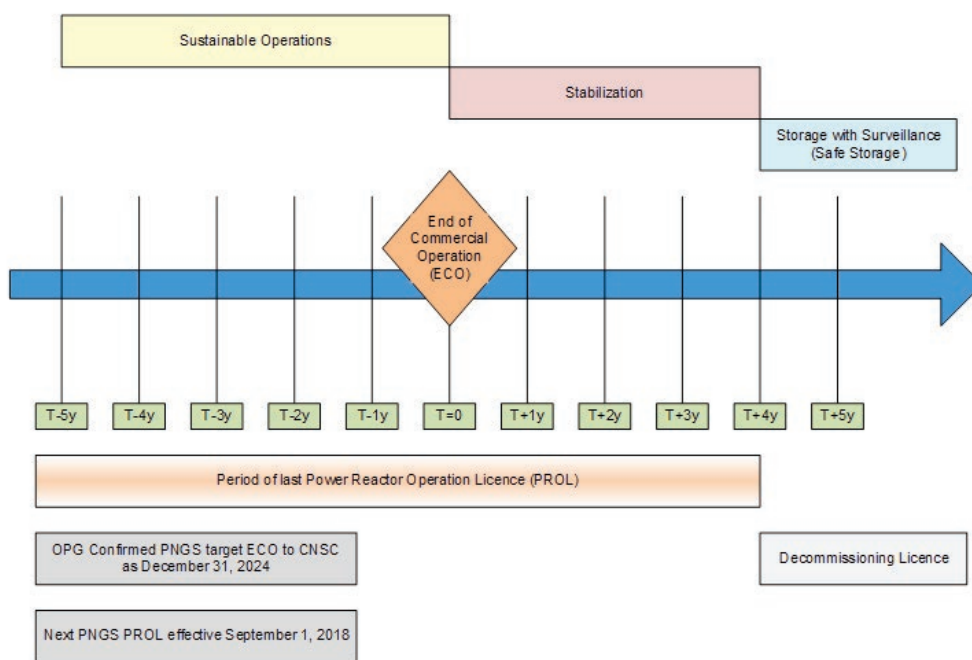 Sustainable Operations
Stabilization
Storage with Surveillance
(Safe Storage)
End of
Commercial
Operation
(ECO)
T-5y
T-4y
T-3y
T-2y
T-1y
T=0
T+1y
T+2y
T+3y
T+4y
T+5y
Period of last Power Reactor Operation Licence (PROL)
OPG Confirmed PNGS target ECO to CNSC
as December 31, 2024
Decommissioning Licence
Next PNGS PROL effective September 1, 2018